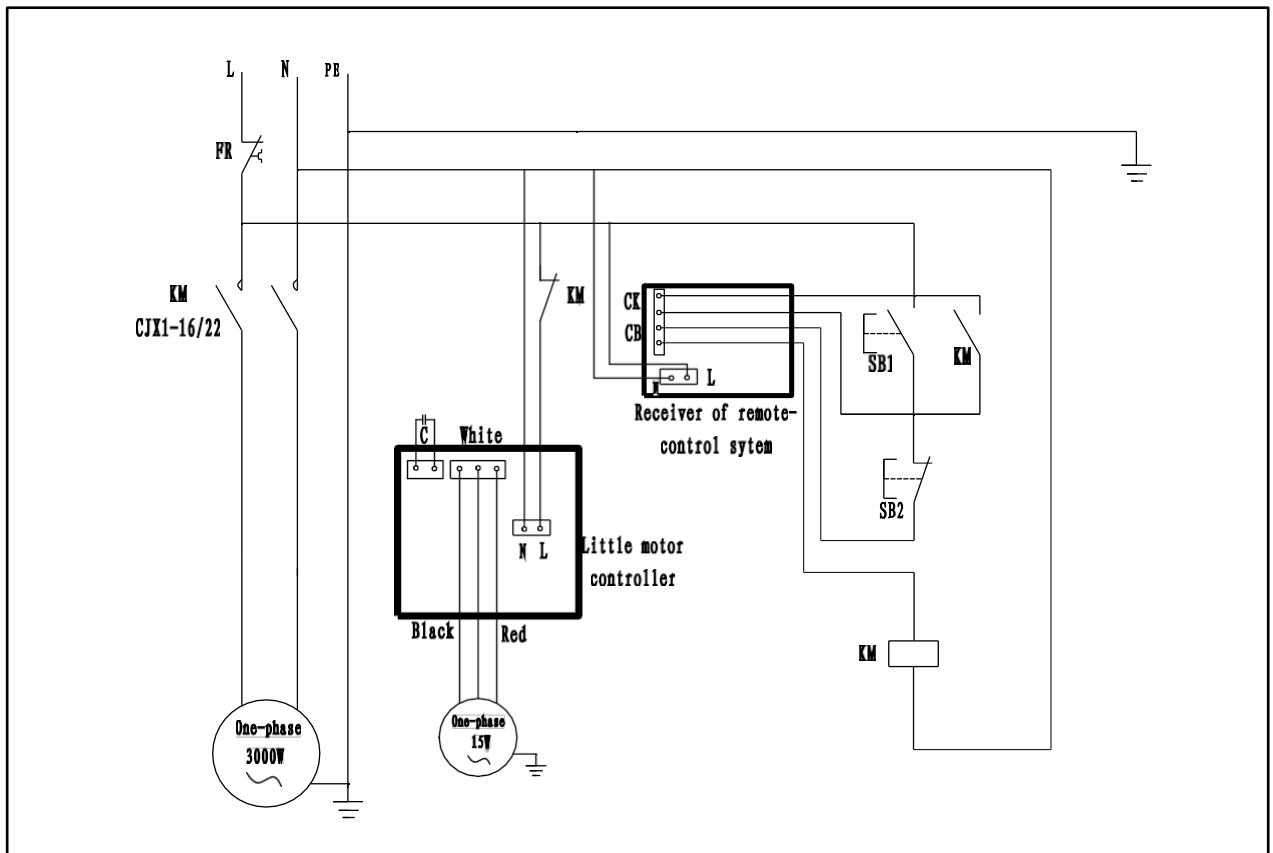 L N PE
FR
KM
CJX1-16/22
KM
CK
CB
SB1
KM
N L
Receiver of remote-
control sytem
C White
SB2
N L
Little motor
controller
Black Red
KM
One-phase
3000W
One-phase
15W